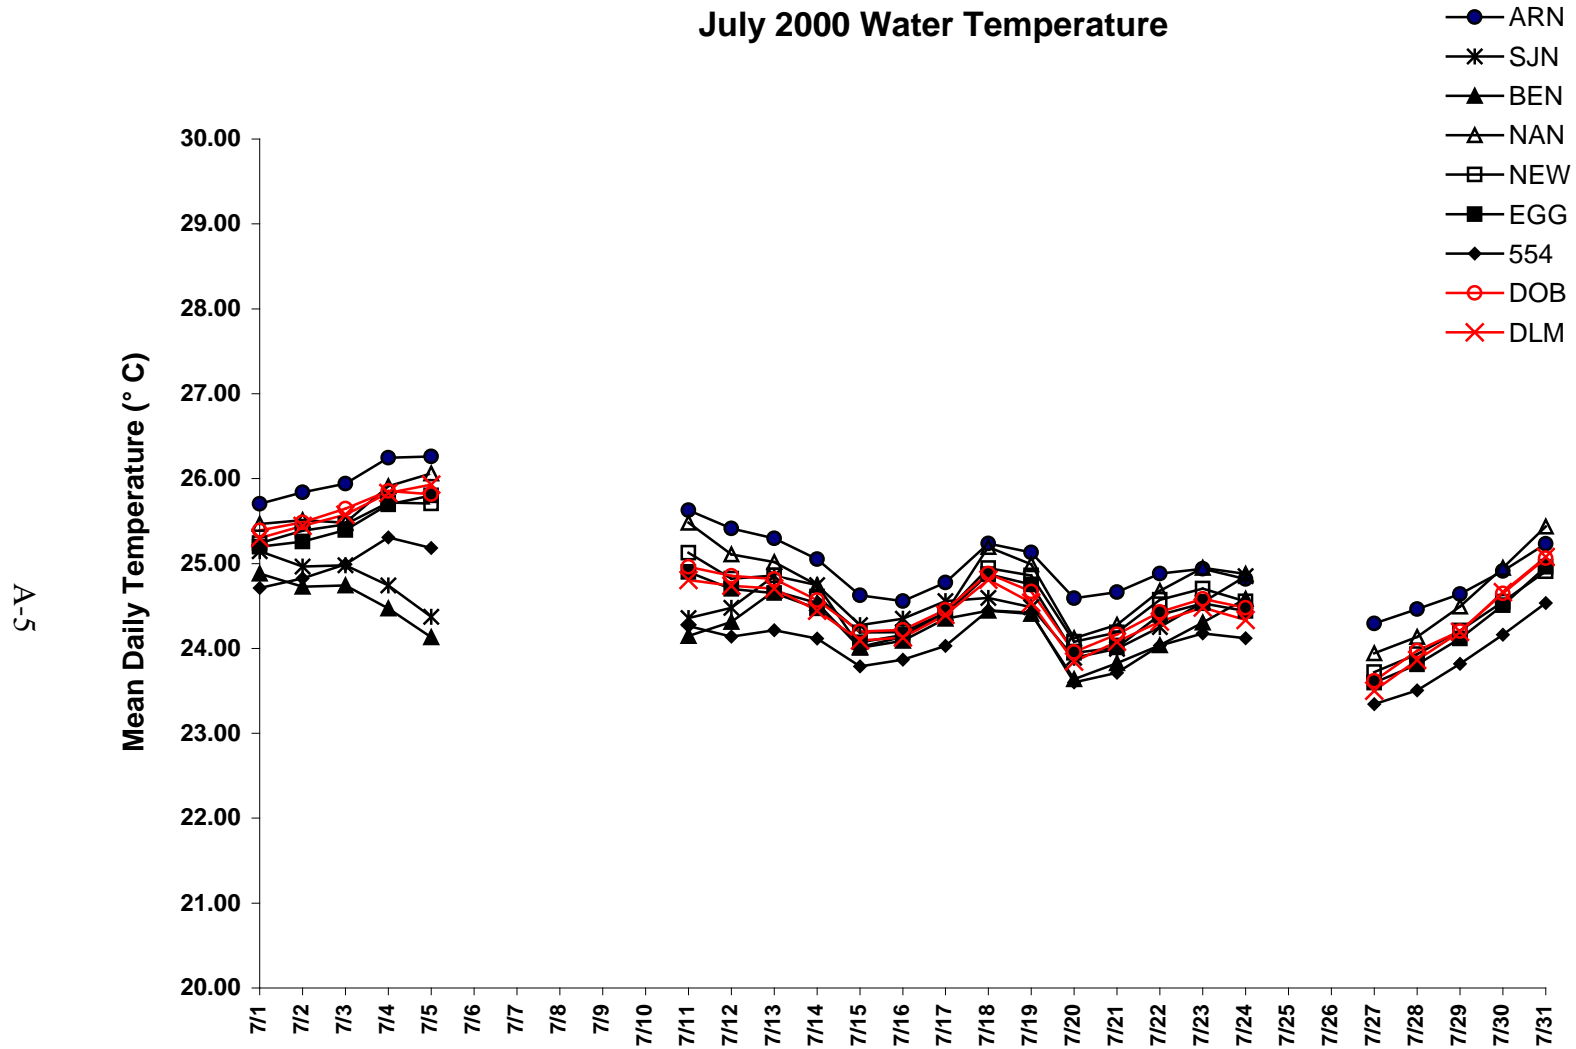 July 2000 Water Temperature
ARN
SJN
BEN
NAN
NEW
EGG
554
DOB
DLM
Mean Daily Temperature (° C)
30.00
29.00
28.00
27.00
26.00
25.00
24.00
23.00
22.00
21.00
20.00
7/1 7/2 7/3 7/4 7/5 7/6 7/7 7/8 7/9 7/10 7/11 7/12 7/13 7/14 7/15 7/16 7/17 7/18 7/19 7/20 7/21 7/22 7/23 7/24 7/25 7/26 7/27 7/28 7/29 7/30 7/31
A-5